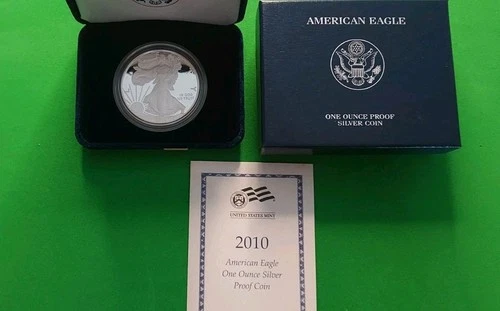 AMERICAN EAGLE
ONE OUNCE PROOF
SILVER COIN
UNITED STATES MINT
2010
American Eagle
One Ounce Silver
Proof Coin